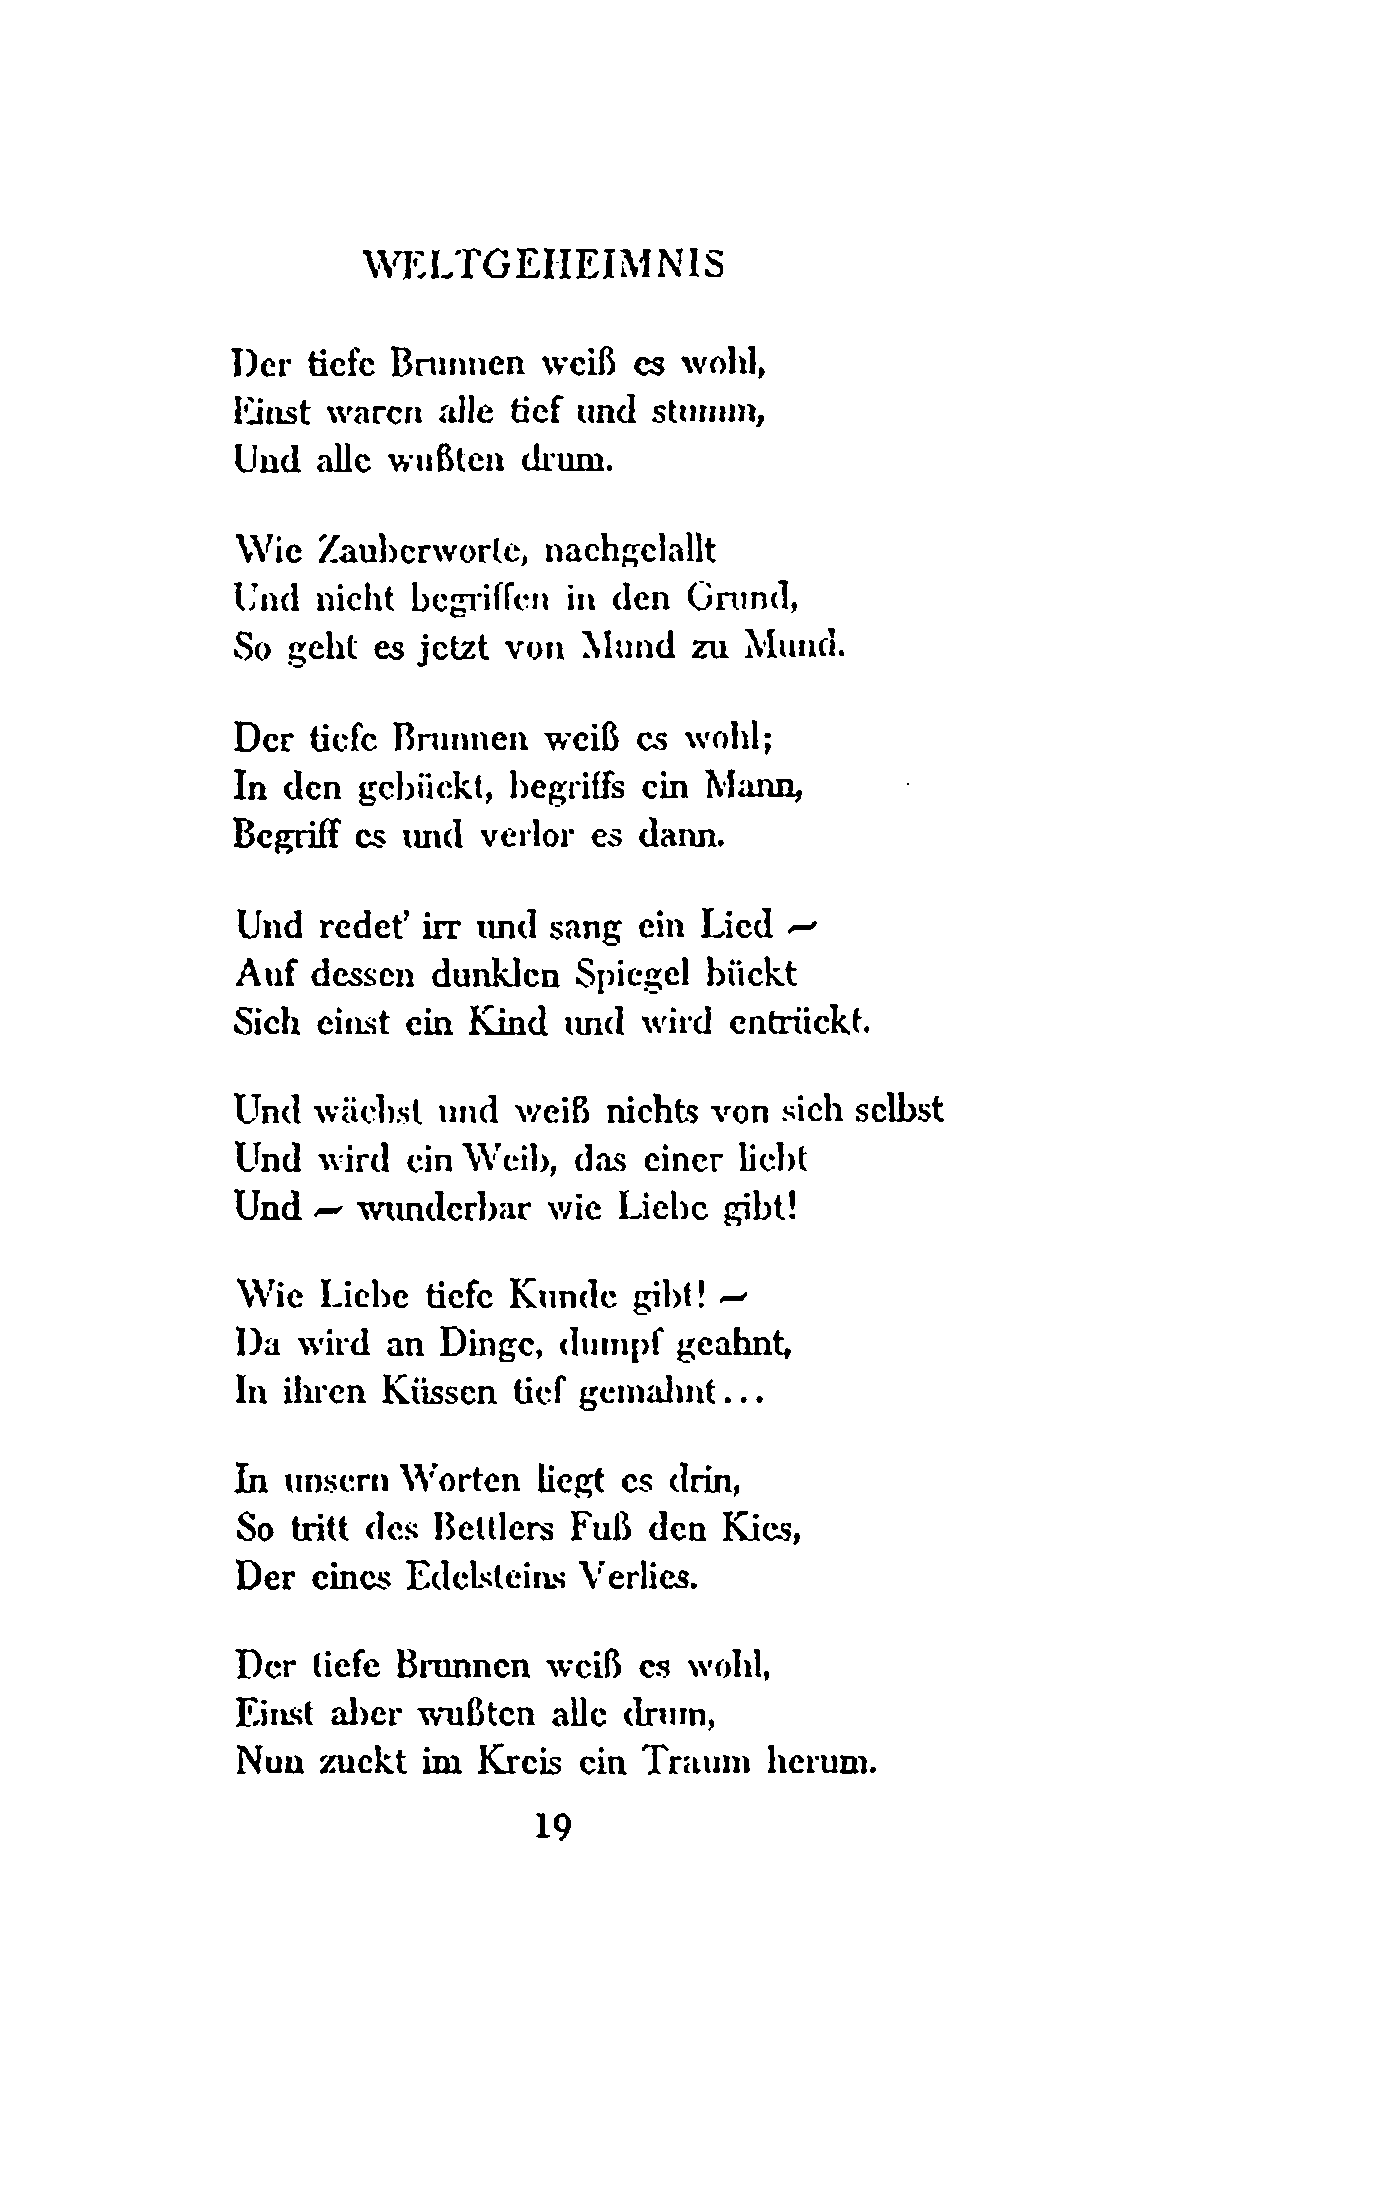 WELTGEHEIMNIS
Der tiefe Brunnen weiß es wohl,
Einst waren alle tief und stumm,
Und alle wußten drum.
Wie Zauberworte, nachgelallt
Und nicht begriffen in den Grund,
So geht es jetzt von Mund zu Mund.
Der tiefe Brunnen weiß es wohl;
In den gebückt, begriffs ein Mann,
Begriff es und verlor es dann.
Und redet' irr und sang ein Lied –
Auf dessen dunklen Spiegel bückt
Sich einst ein Kind und wird entrückt.
Und wächst und weiß nichts von sich selbst
Und wird ein Weib, das einer liebt
Und – wunderbar wie Liebe gibt!
Wie Liebe tiefe Kunde gibt! –
Da wird an Dinge, dumpf geahnt,
In ihren Küssen tief gemahnt...
In unsern Worten liegt es drin,
So tritt des Bettlers Fuß den Kies,
Der eines Edelsteins Verlies.
Der tiefe Brunnen weiß es wohl,
Einst aber wußten alle drum,
Nun zuckt im Kreis ein Traum herum.
19